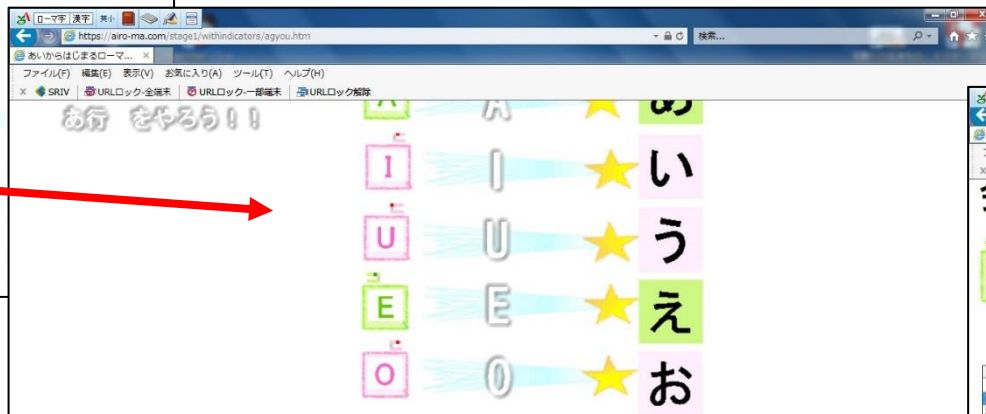 ローマ字 漢字 英小
https://airo-ma.com/stage1/withindicators/agyou.htm
検索...
あいからはじまるローマ...
ファイル(F) 編集(E) 表示(V) お気に入り(A) ツール(T) ヘルプ(H)
x SRIV URLロック-全端末 URLロック-一部端末 URLロック解除
あ行 をやろう!!
A A あ
I I い
U U う
E E え
O O お